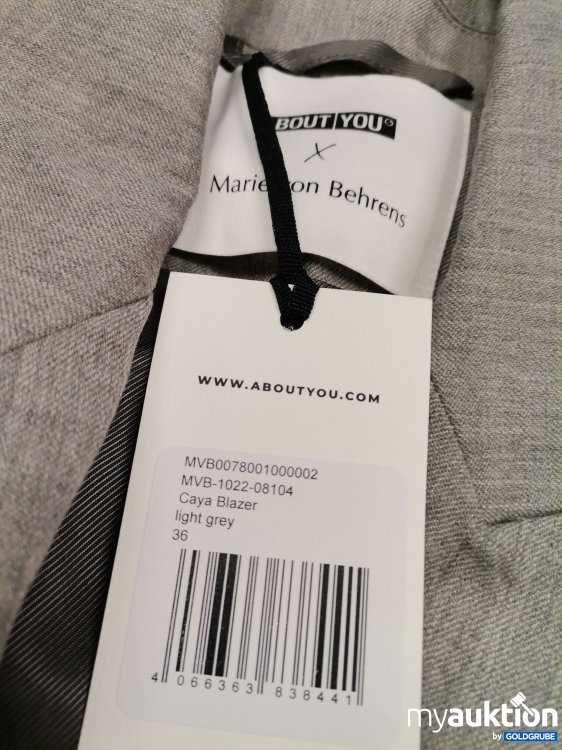 BOUT YOU
X
Marie von Behrens
WWW.ABOUTYOU.COM
MVB0078001000002
MVB-1022-08104
Caya Blazer
light grey
36
4 066363 838441
myauktion
by GOLDGRUBE